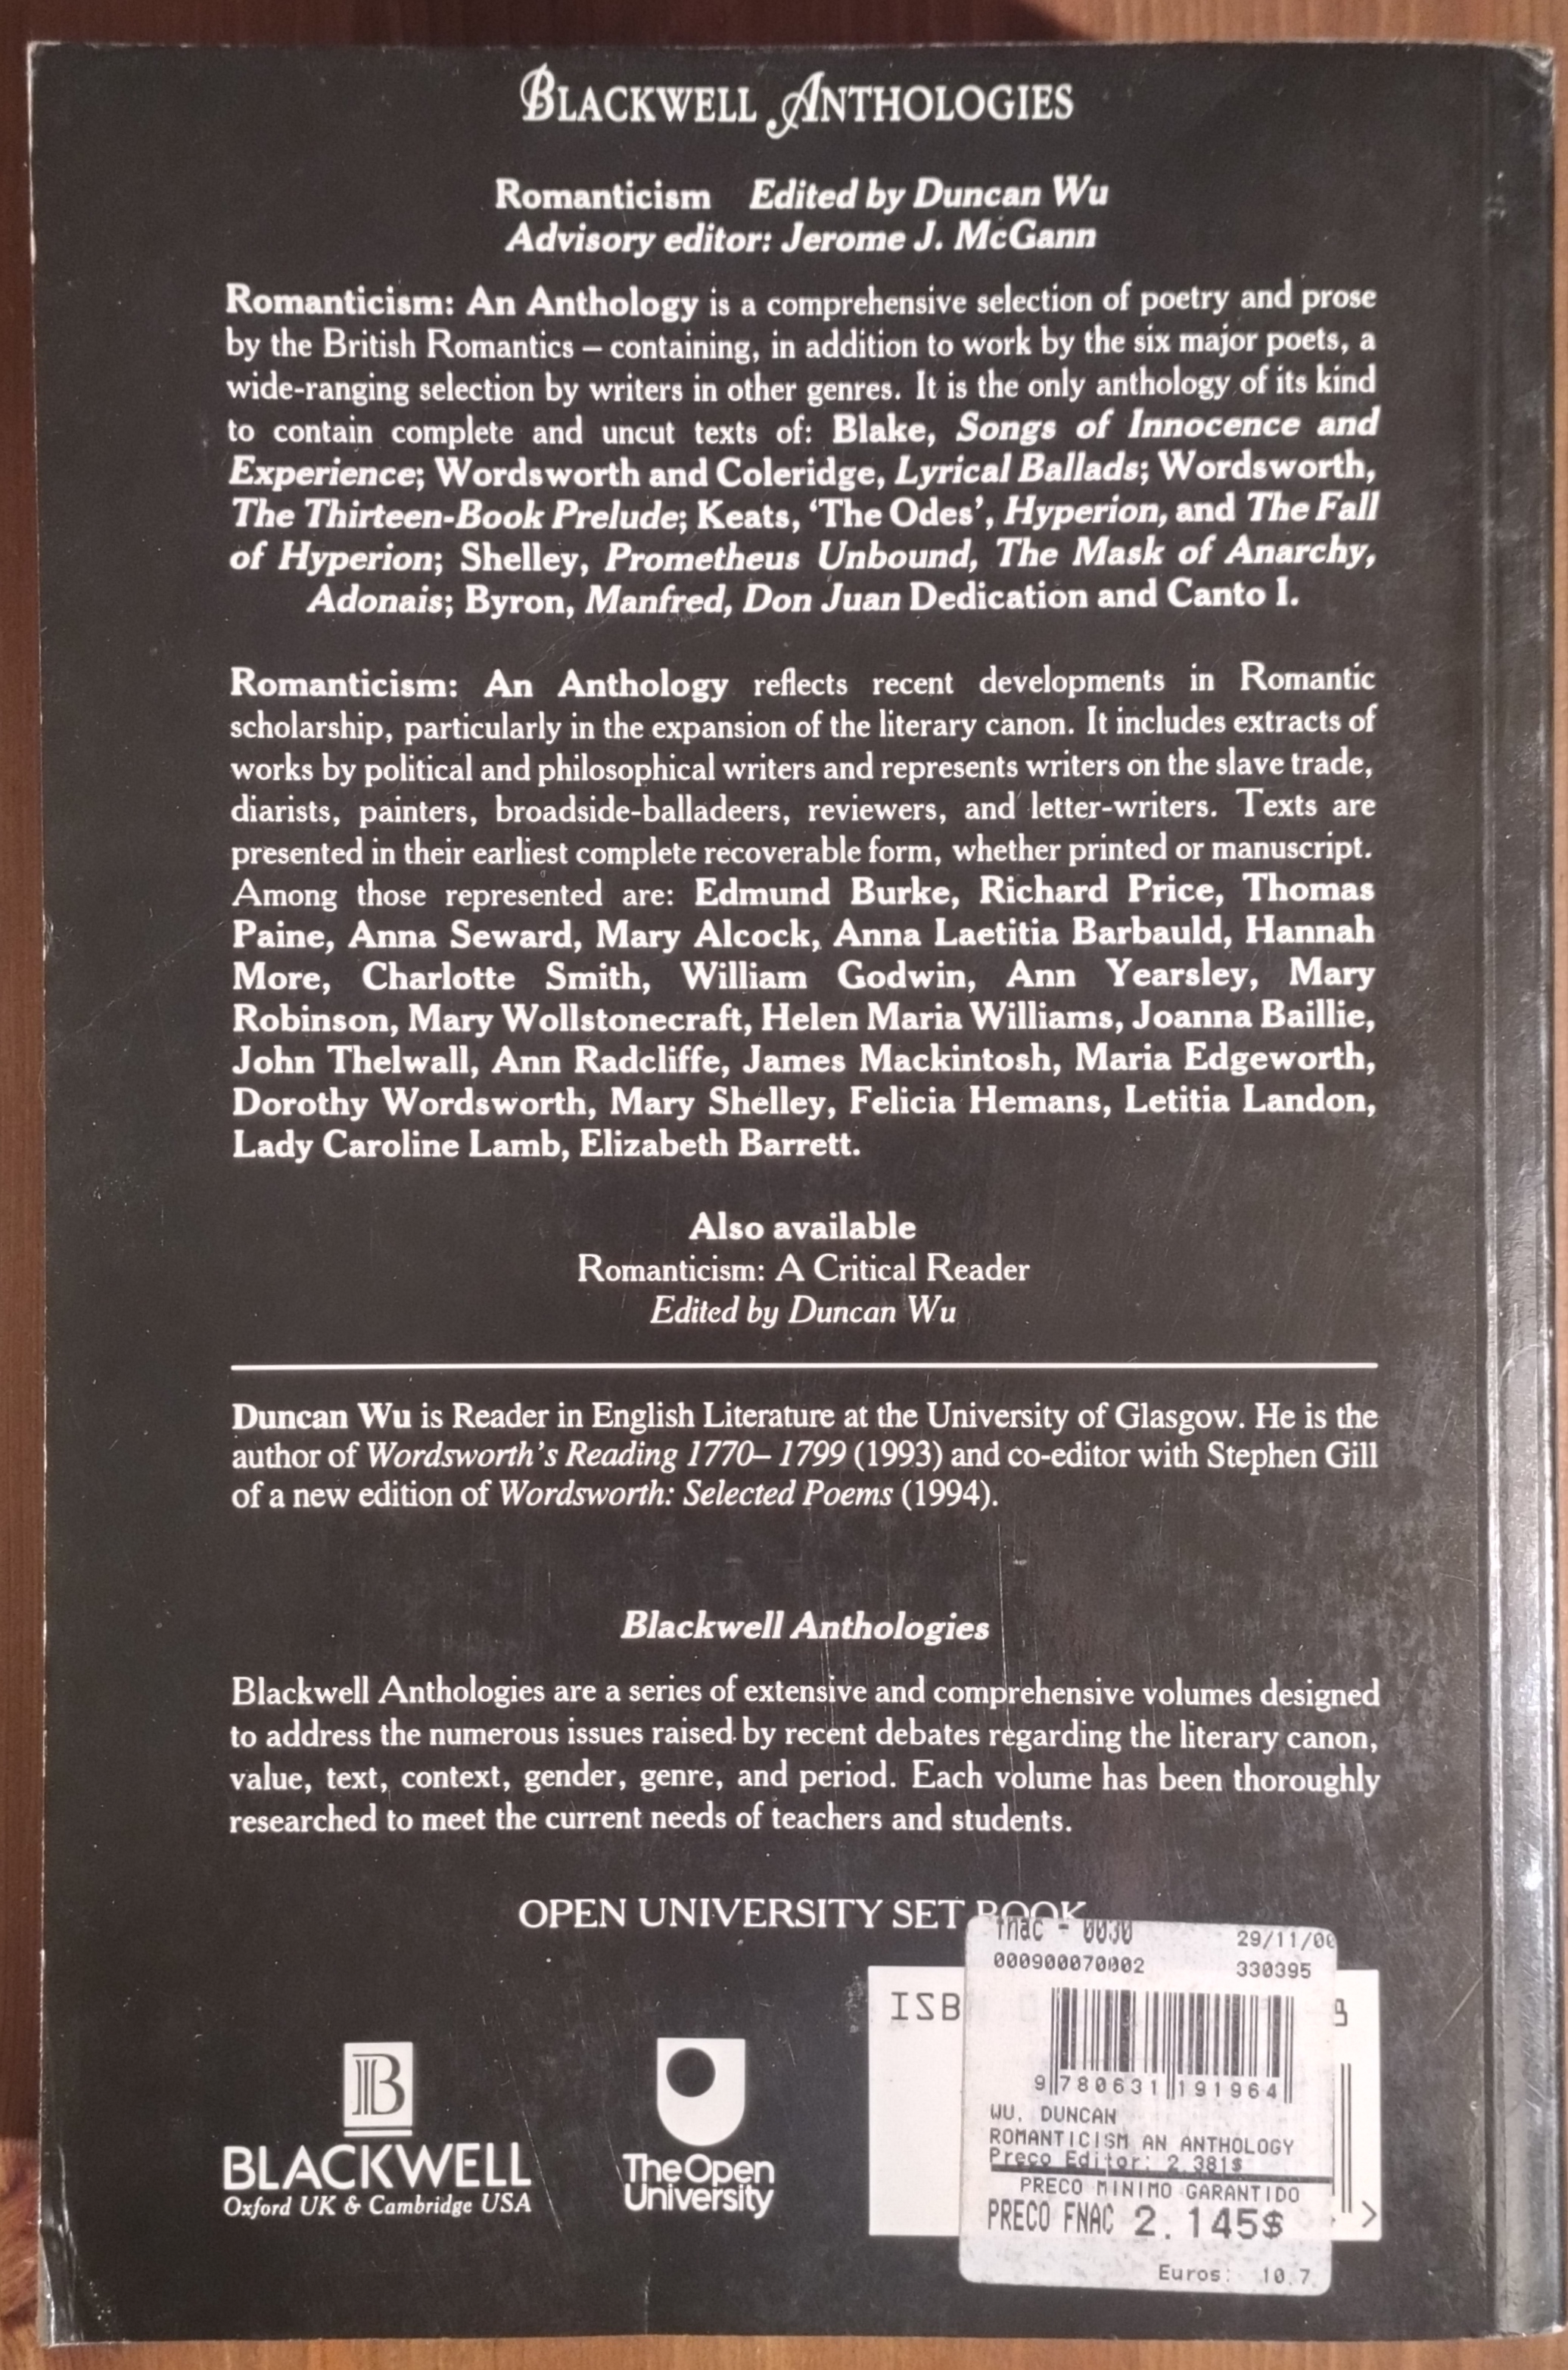 BLACKWELL ANTHOLOGIES
Romanticism Edited by Duncan Wu
Advisory editor: Jerome J. McGann
Romanticism: An Anthology is a comprehensive selection of poetry and prose
by the British Romantics – containing, in addition to work by the six major poets, a
wide-ranging selection by writers in other genres. It is the only anthology of its kind
to contain complete and uncut texts of: Blake, Songs of Innocence and
Experience; Wordsworth and Coleridge, Lyrical Ballads; Wordsworth,
The Thirteen-Book Prelude; Keats, ‘The Odes’, Hyperion, and The Fall
of Hyperion; Shelley, Prometheus Unbound, The Mask of Anarchy,
Adonais; Byron, Manfred, Don Juan Dedication and Canto I.
Romanticism: An Anthology reflects recent developments in Romantic
scholarship, particularly in the expansion of the literary canon. It includes extracts of
works by political and philosophical writers and represents writers on the slave trade,
diarists, painters, broadside-balladeers, reviewers, and letter-writers. Texts are
presented in their earliest complete recoverable form, whether printed or manuscript.
Among those represented are: Edmund Burke, Richard Price, Thomas
Paine, Anna Seward, Mary Alcock, Anna Laetitia Barbauld, Hannah
More, Charlotte Smith, William Godwin, Ann Yearsley, Mary
Robinson, Mary Wollstonecraft, Helen Maria Williams, Joanna Baillie,
John Thelwall, Ann Radcliffe, James Mackintosh, Maria Edgeworth,
Dorothy Wordsworth, Mary Shelley, Felicia Hemans, Letitia Landon,
Lady Caroline Lamb, Elizabeth Barrett.
Also available
Romanticism: A Critical Reader
Edited by Duncan Wu
Duncan Wu is Reader in English Literature at the University of Glasgow. He is the
author of Wordsworth's Reading 1770–1799 (1993) and co-editor with Stephen Gill
of a new edition of Wordsworth: Selected Poems (1994).
Blackwell Anthologies
Blackwell Anthologies are a series of extensive and comprehensive volumes designed
to address the numerous issues raised by recent debates regarding the literary canon,
value, text, context, gender, genre, and period. Each volume has been thoroughly
researched to meet the current needs of teachers and students.
OPEN UNIVERSITY SET BOOK
B
BLACKWELL
Oxford UK & Cambridge USA
The Open
University
ISB
fnac - 0030 29/11/00
000900070002 330395
9 780631 191964
WU, DUNCAN
ROMANTICISM AN ANTHOLOGY
Preco Editor: 2.381$
PRECO MINIMO GARANTIDO
PRECO FNAC 2.145$
Euros: 10.7
>